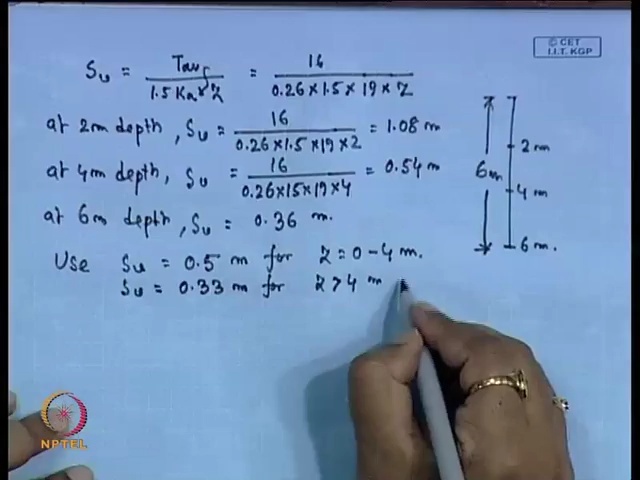 © CET
I.I.T. KGP
Sv = Tavg / 1.5 Ka γ Z = 16 / 0.26×1.5×19×Z
at 2m depth, Sv = 16 / 0.26×1.5×19×2 = 1.08 m
at 4m depth, Sv = 16 / 0.26×15×19×4 = 0.54 m
at 6m depth, Sv = 0.36 m.
Use Sv = 0.5 m for Z = 0-4 m.
Sv = 0.33 m for Z > 4 m
2 m
6m
4 m
6 m.
NPTEL